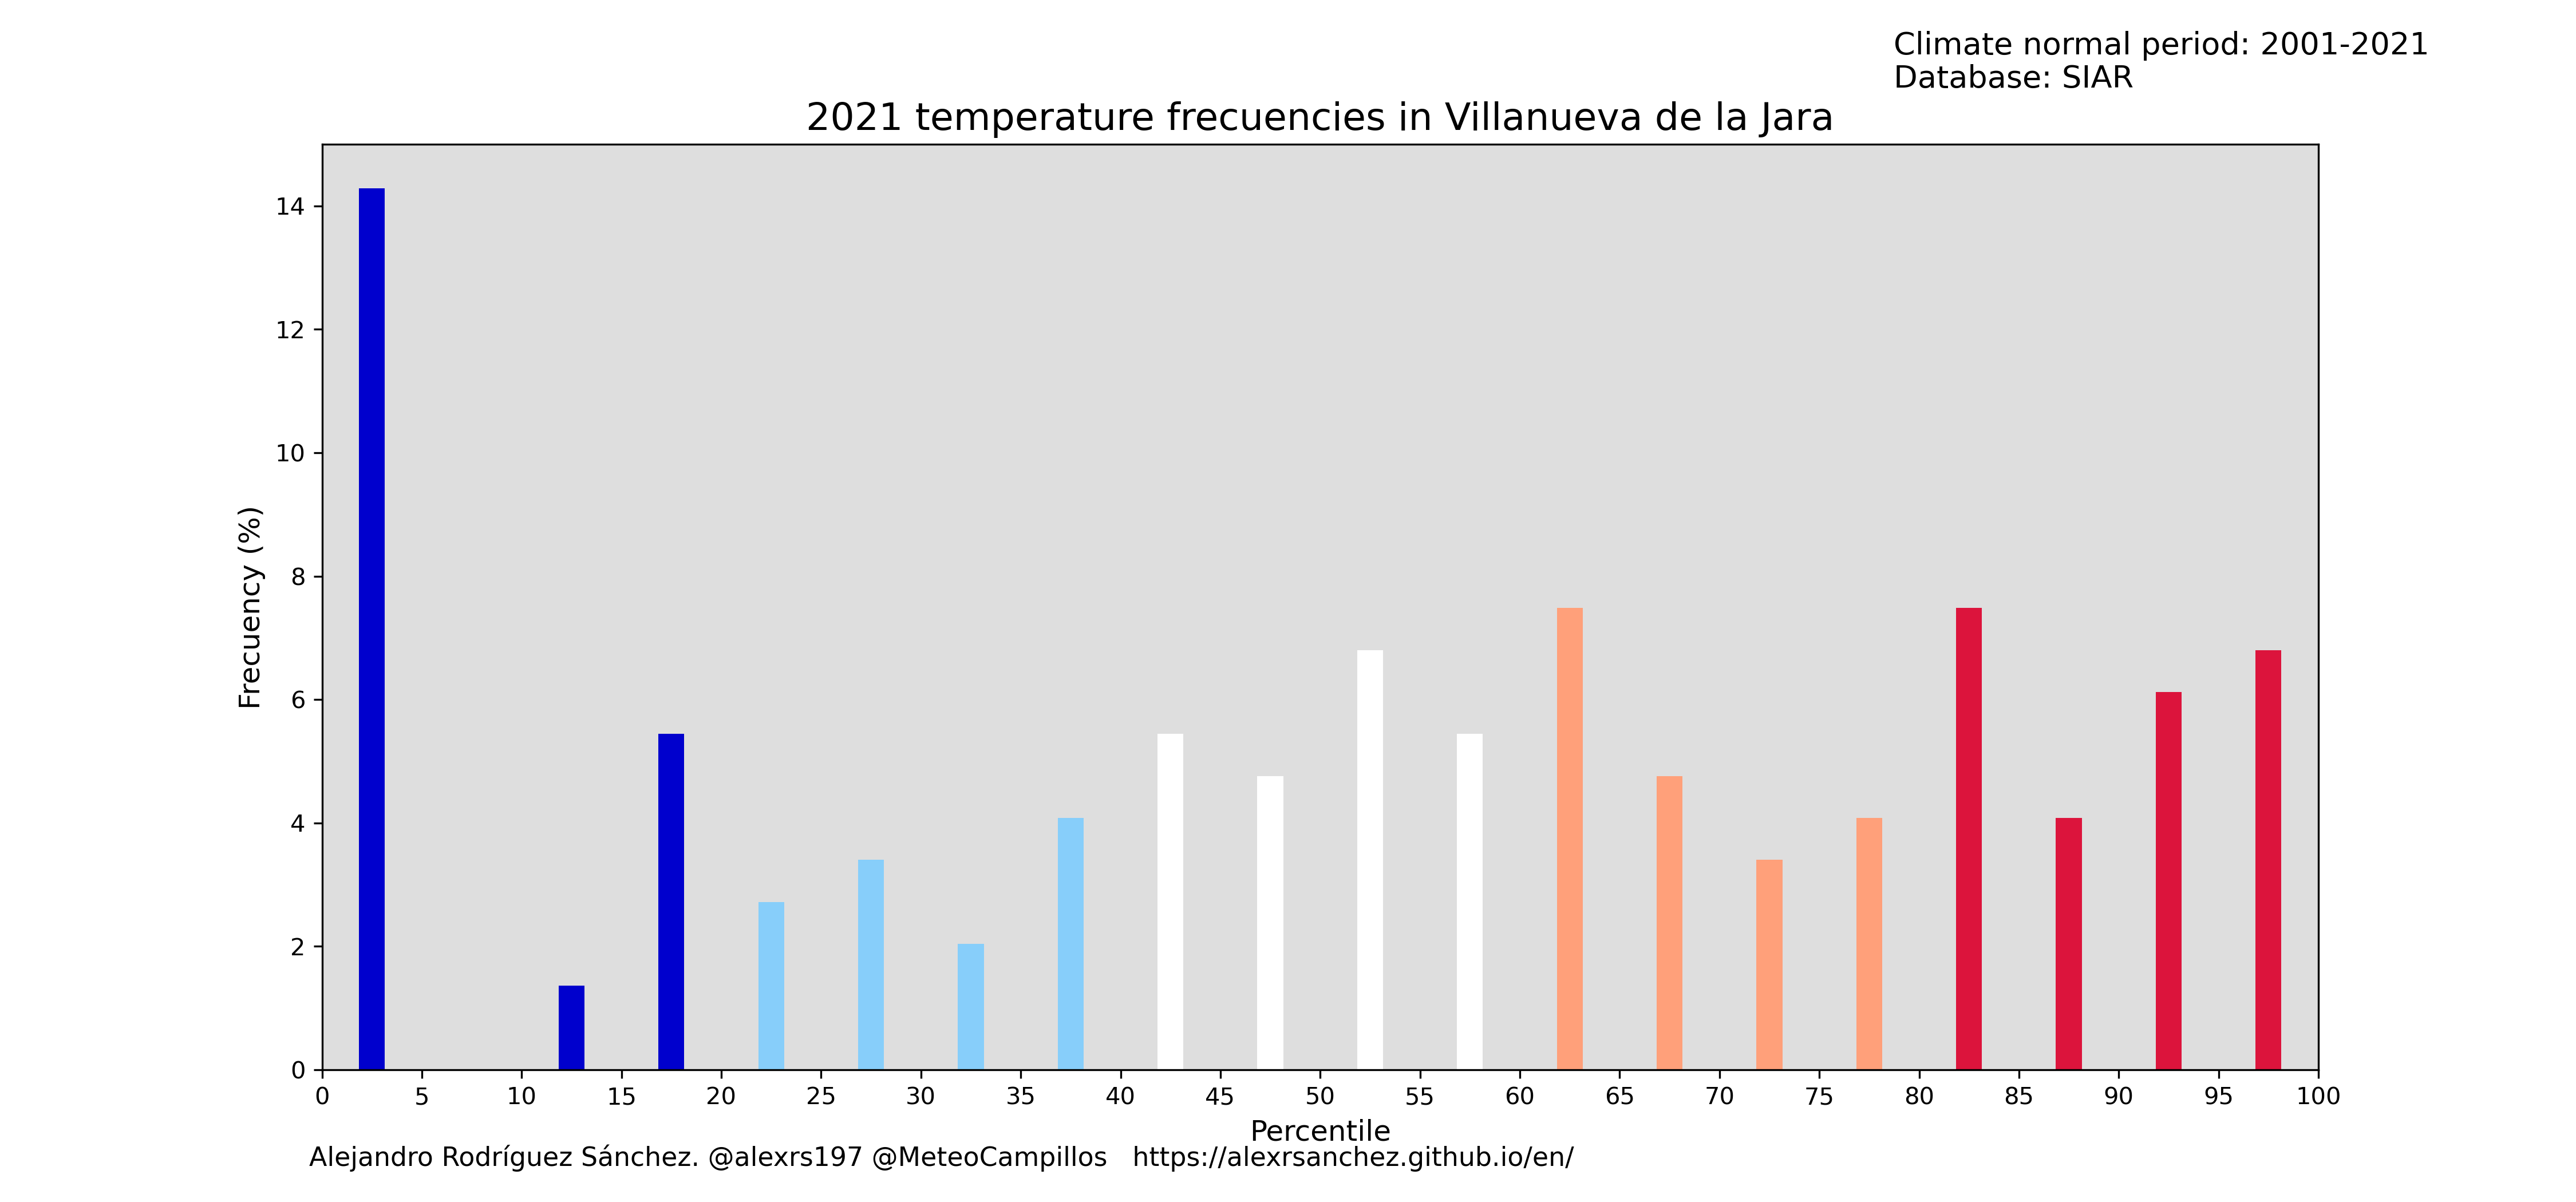 Climate normal period: 2001-2021
Database: SIAR
2021 temperature frecuencies in Villanueva de la Jara
14
12
10
8
6
4
2
0
Frecuency (%)
0 5 10 15 20 25 30 35 40 45 50 55 60 65 70 75 80 85 90 95 100
Percentile
Alejandro Rodríguez Sánchez. @alexrs197 @MeteoCampillos https://alexrsanchez.github.io/en/